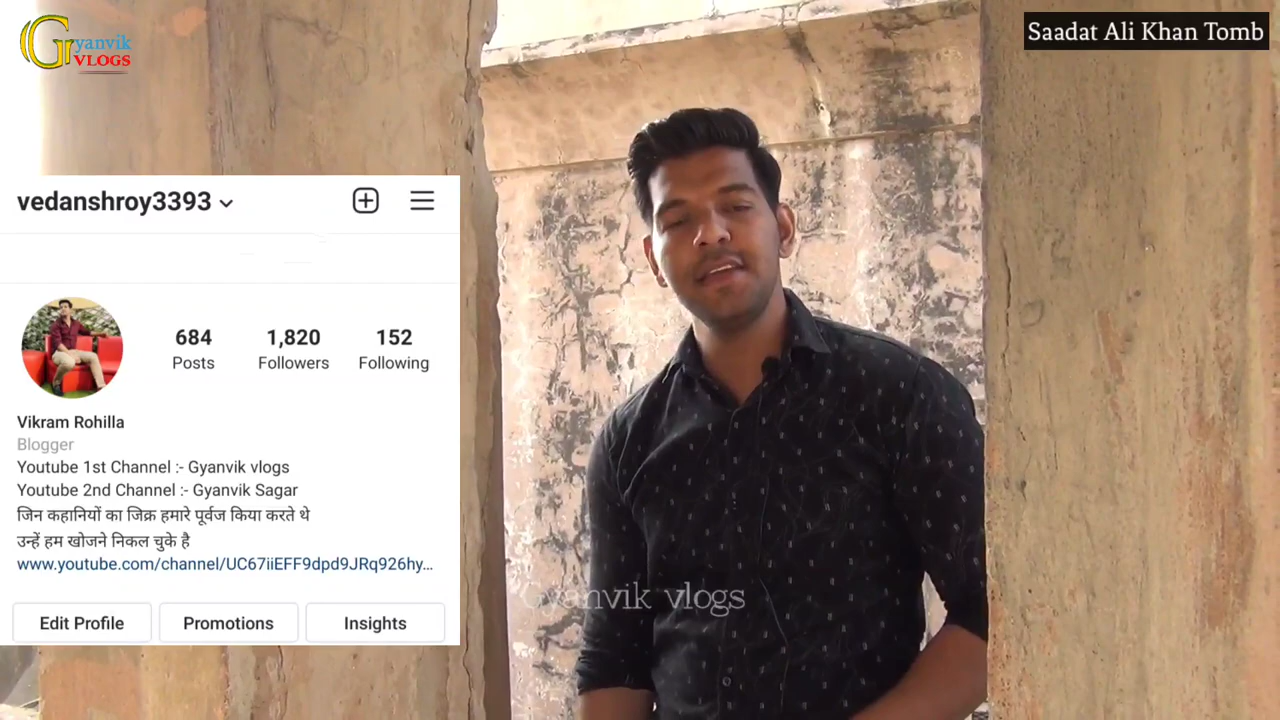 Gyanvik
VLOGS
Saadat Ali Khan Tomb
vedanshroy3393
684
1,820
152
Posts
Followers
Following
Vikram Rohilla
Blogger
Youtube 1st Channel :- Gyanvik vlogs
Youtube 2nd Channel :- Gyanvik Sagar
जिन कहानियों का जिक्र हमारे पूर्वज किया करते थे
उन्हें हम खोजने निकल चुके है
www.youtube.com/channel/UC67iiEFF9dpd9JRq926hy...
Edit Profile
Promotions
Insights
Gyanvik vlogs